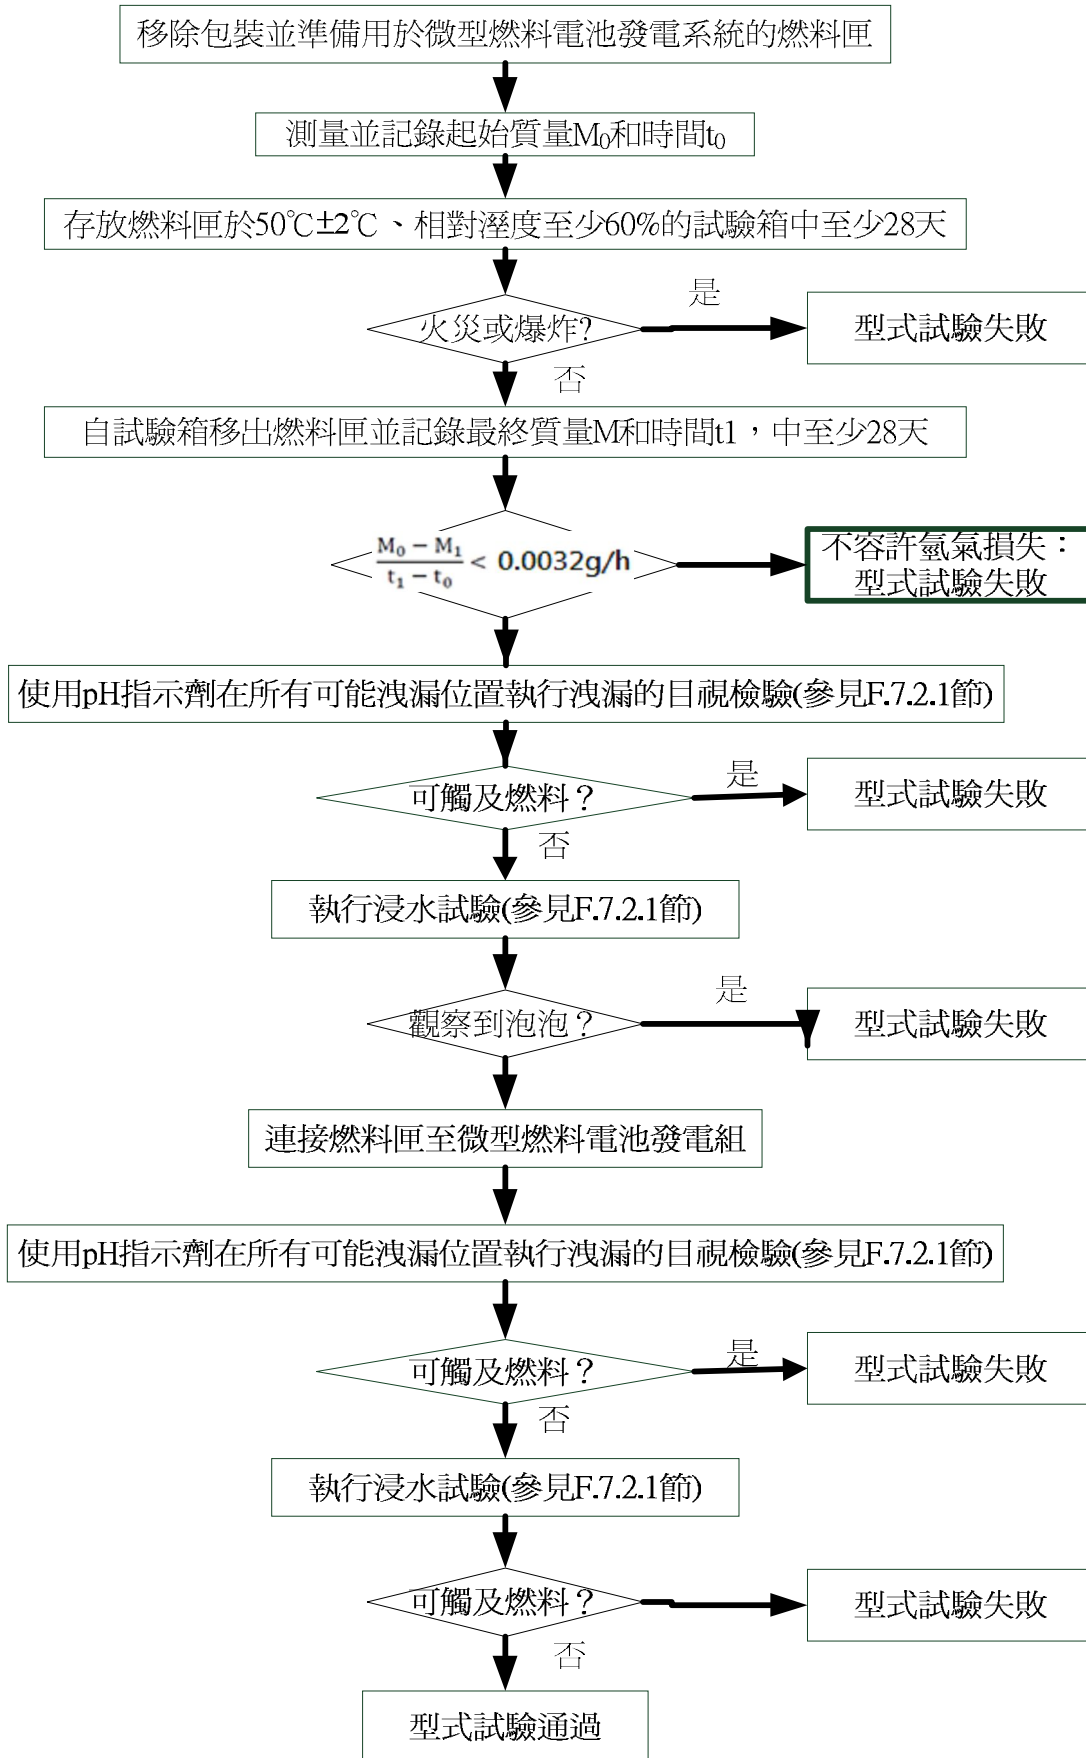 移除包裝並準備用於微型燃料電池發電系統的燃料匣
測量並記錄起始質量M₀和時間t₀
存放燃料匣於50℃±2℃、相對溼度至少60%的試驗箱中至少28天
火災或爆炸?
是
型式試驗失敗
否
自試驗箱移出燃料匣並記錄最終質量M和時間t1，中至少28天
(M₀ − M₁)/(t₁ − t₀) < 0.0032g/h
不容許氫氣損失：
型式試驗失敗
使用pH指示劑在所有可能洩漏位置執行洩漏的目視檢驗(參見F.7.2.1節)
可觸及燃料？
是
型式試驗失敗
否
執行浸水試驗(參見F.7.2.1節)
觀察到泡泡？
是
型式試驗失敗
連接燃料匣至微型燃料電池發電組
使用pH指示劑在所有可能洩漏位置執行洩漏的目視檢驗(參見F.7.2.1節)
可觸及燃料？
是
型式試驗失敗
否
執行浸水試驗(參見F.7.2.1節)
可觸及燃料？
型式試驗失敗
否
型式試驗通過